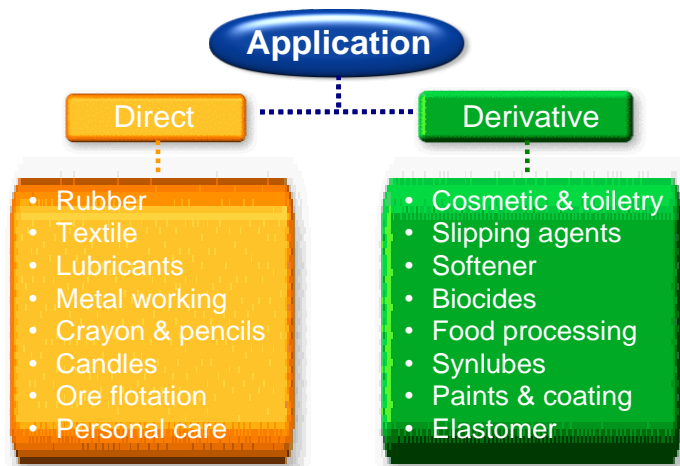 Application
Direct
Derivative
• Rubber
• Textile
• Lubricants
• Metal working
• Crayon & pencils
• Candles
• Ore flotation
• Personal care
• Cosmetic & toiletry
• Slipping agents
• Softener
• Biocides
• Food processing
• Synlubes
• Paints & coating
• Elastomer